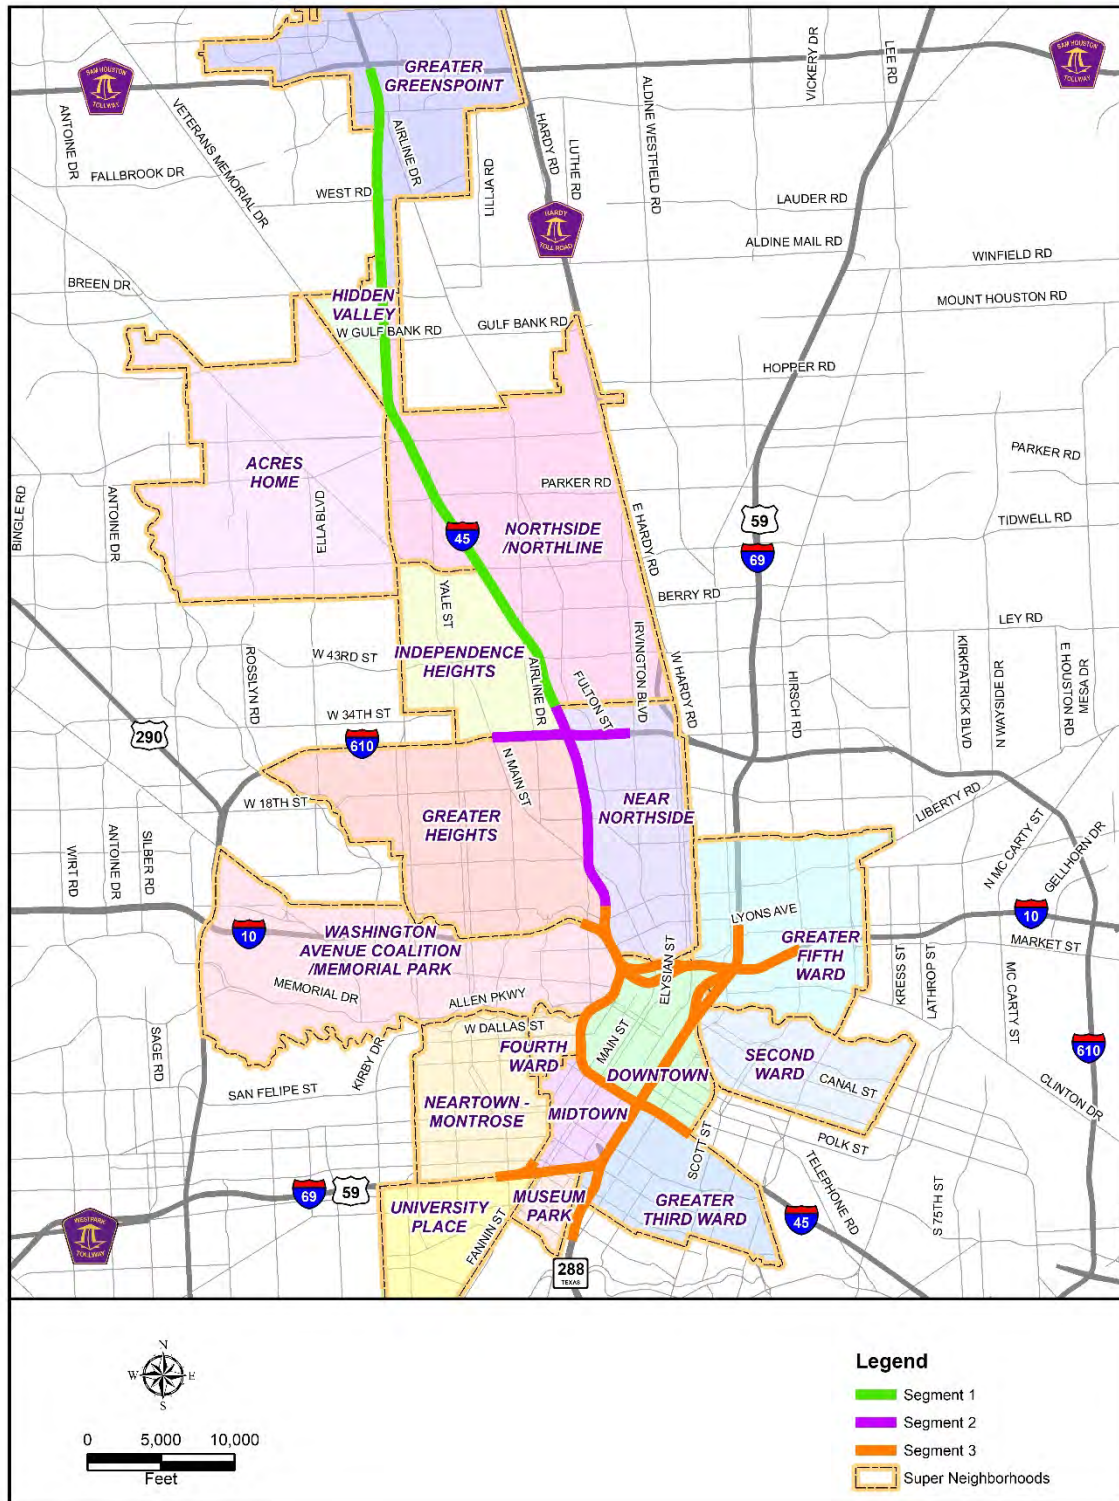 SAM HOUSTON
TOLLWAY
SAM HOUSTON
TOLLWAY
GREATER
GREENSPOINT
VICKERY DR
LEE RD
ANTOINE DR
VETERANS MEMORIAL DR
AIRLINE DR
HARDY RD
LUTHE RD
ALDINE WESTFIELD RD
FALLBROOK DR
WEST RD
LILLJA RD
LAUDER RD
HARDY
TOLL ROAD
ALDINE MAIL RD
WINFIELD RD
BREEN DR
HIDDEN
VALLEY
MOUNT HOUSTON RD
W GULF BANK RD
GULF BANK RD
HOPPER RD
ACRES
HOME
PARKER RD
PARKER RD
BINGLE RD
ANTOINE DR
ELLA BLVD
45
NORTHSIDE
/NORTHLINE
E HARDY RD
59
69
TIDWELL RD
YALE ST
BERRY RD
LEY RD
ROSSLYN RD
W 43RD ST
INDEPENDENCE
HEIGHTS
AIRLINE DR
FULTON ST
IRVINGTON BLVD
W HARDY RD
HIRSCH RD
KIRKPATRICK BLVD
N WAYSIDE DR
E HOUSTON RD
MESA DR
W 34TH ST
290
610
N MAIN ST
W 18TH ST
GREATER
HEIGHTS
NEAR
NORTHSIDE
LIBERTY RD
N MC CARTY ST
GELLHORN DR
WIRT RD
ANTOINE DR
SILBER RD
LYONS AVE
10
10
WASHINGTON
AVENUE COALITION
/MEMORIAL PARK
ELYSIAN ST
GREATER
FIFTH
WARD
MARKET ST
KRESS ST
LATHROP ST
MC CARTY ST
MEMORIAL DR
ALLEN PKWY
SAGE RD
KIRBY DR
W DALLAS ST
FOURTH
WARD
MAIN ST
DOWNTOWN
SECOND
WARD
CANAL ST
610
CLINTON DR
SAN FELIPE ST
NEARTOWN -
MONTROSE
MIDTOWN
SCOTT ST
POLK ST
TELEPHONE RD
S 75TH ST
69
59
UNIVERSITY
PLACE
FANNIN ST
MUSEUM
PARK
GREATER
THIRD WARD
45
WESTPARK
TOLLWAY
288
TEXAS
N
W
E
S
0
5,000
10,000
Feet
Legend
Segment 1
Segment 2
Segment 3
Super Neighborhoods